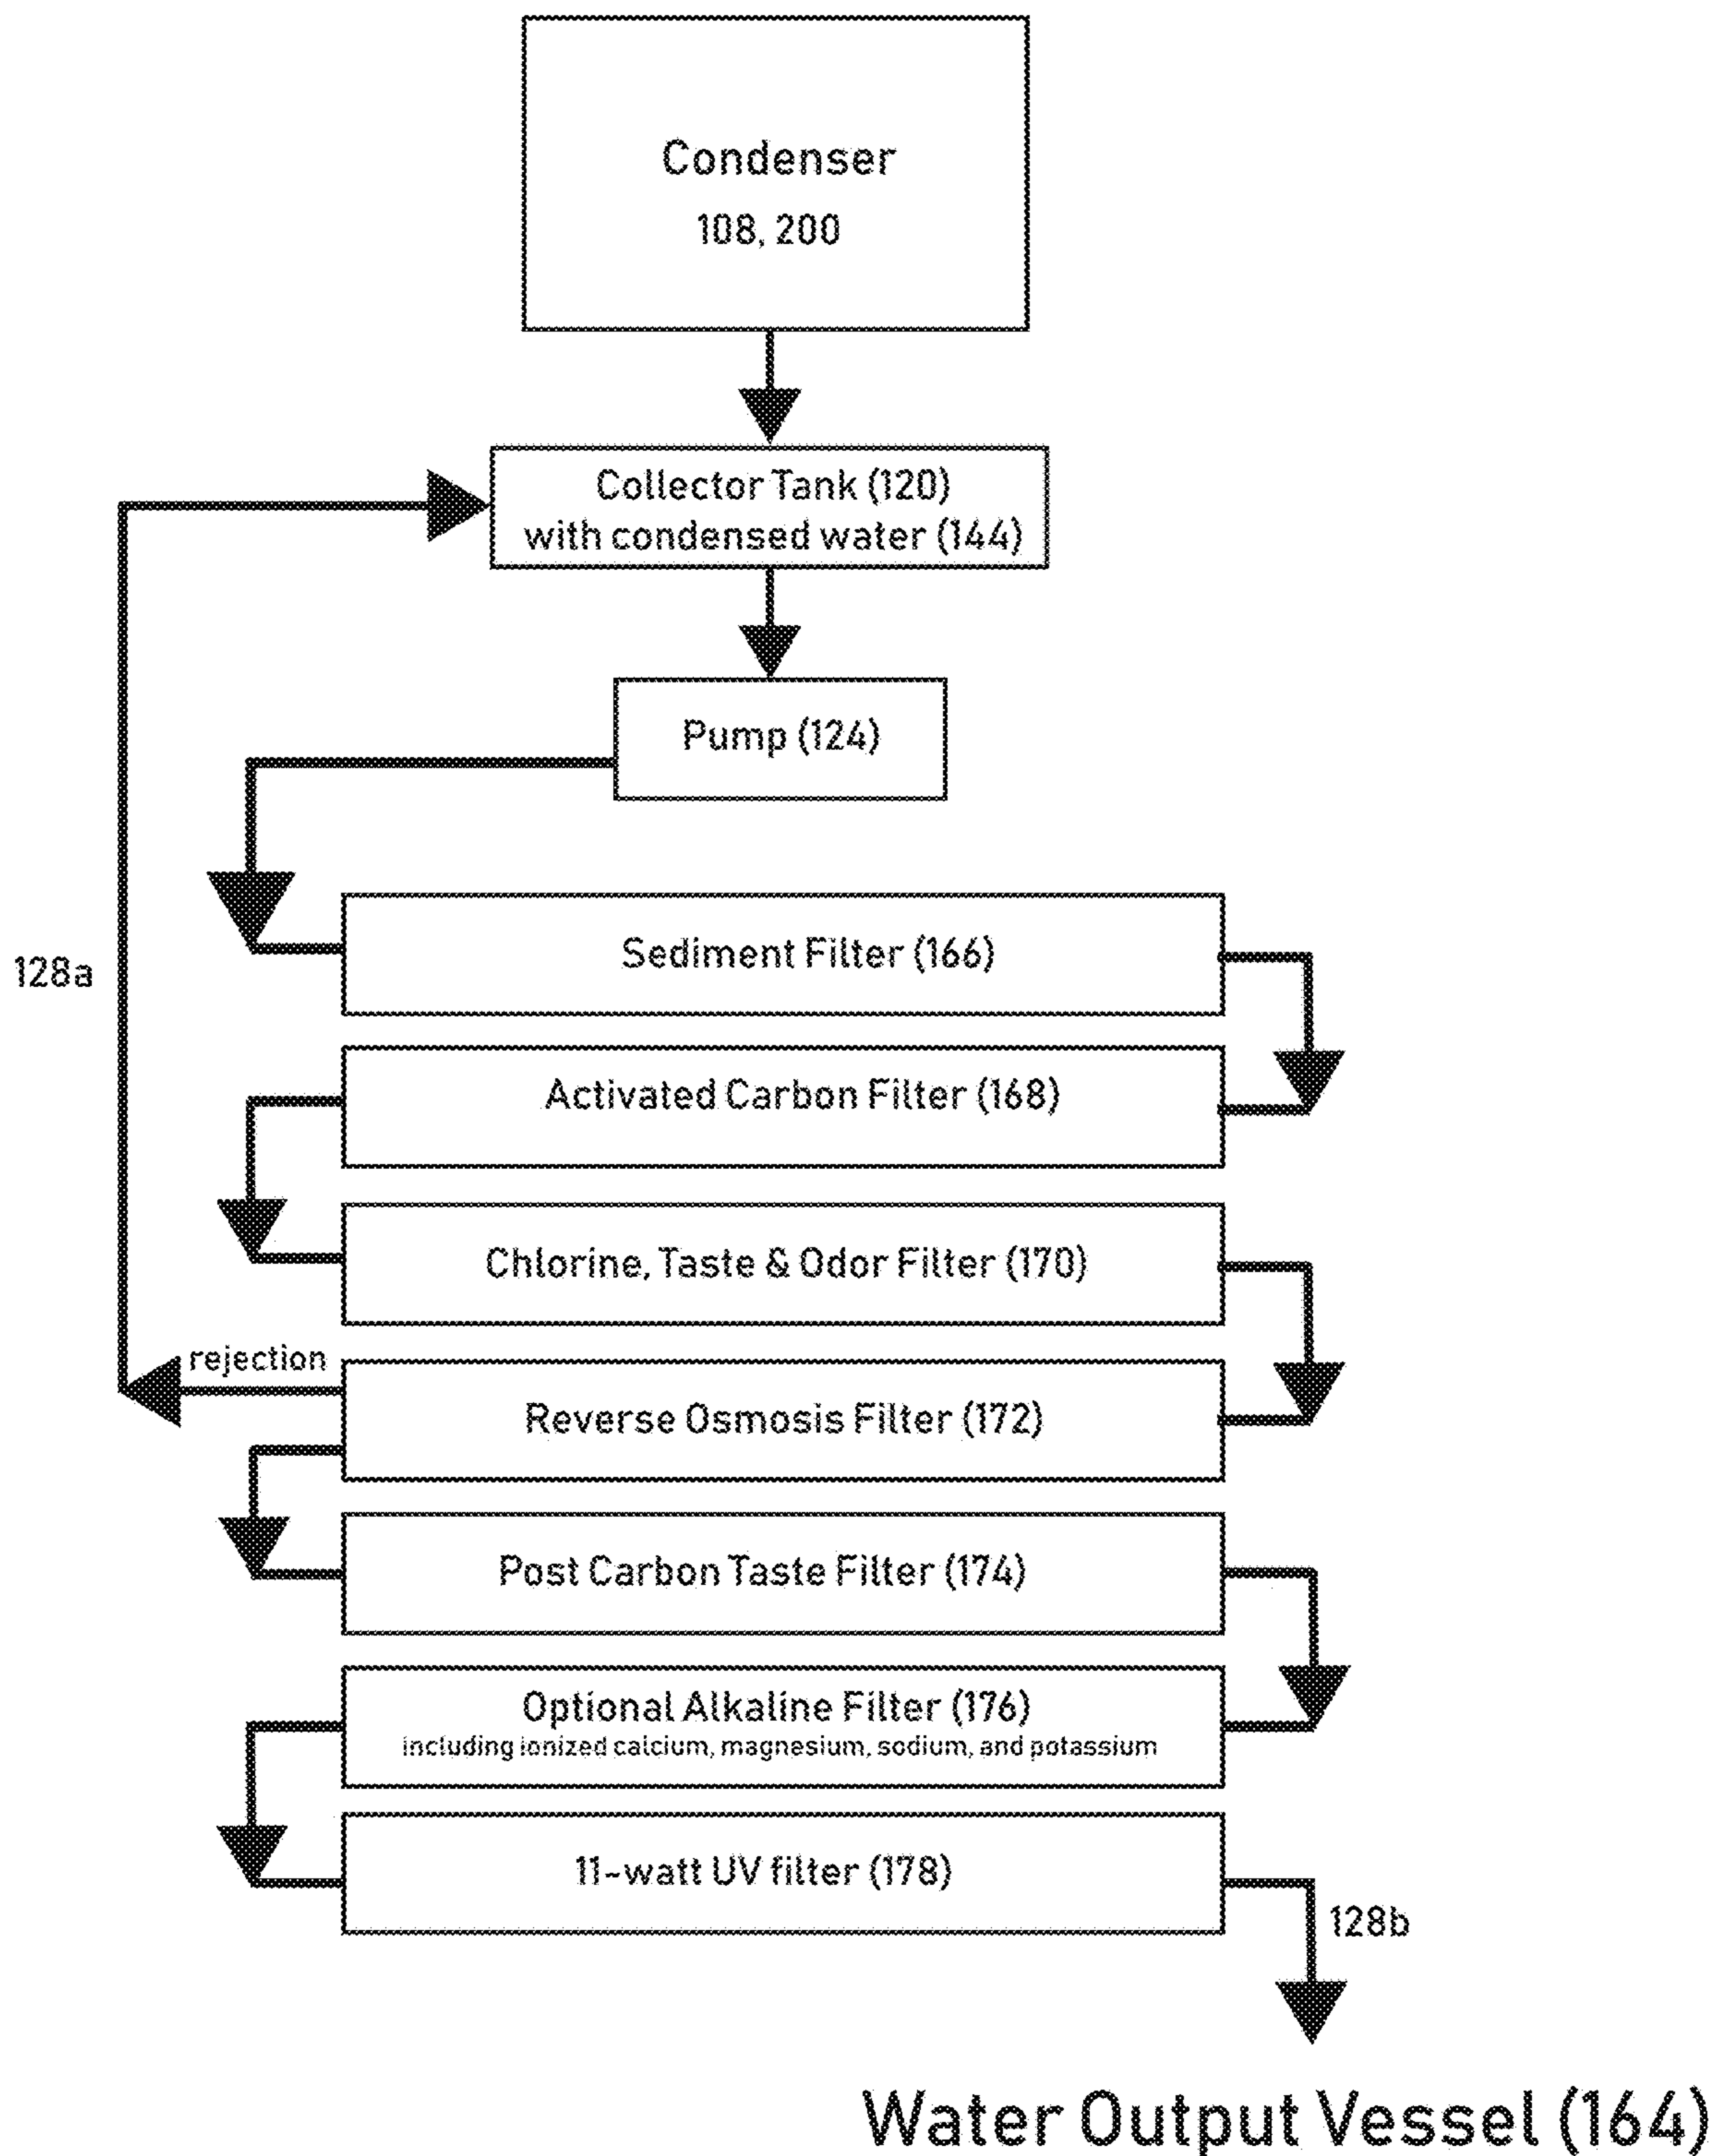 Condenser
108, 200
Collector Tank (120)
with condensed water (144)
Pump (124)
Sediment Filter (166)
128a
Activated Carbon Filter (168)
Chlorine, Taste & Odor Filter (170)
rejection
Reverse Osmosis Filter (172)
Post Carbon Taste Filter (174)
Optional Alkaline Filter (176)
including ionized calcium, magnesium, sodium, and potassium
11-watt UV filter (178)
128b
Water Output Vessel (164)